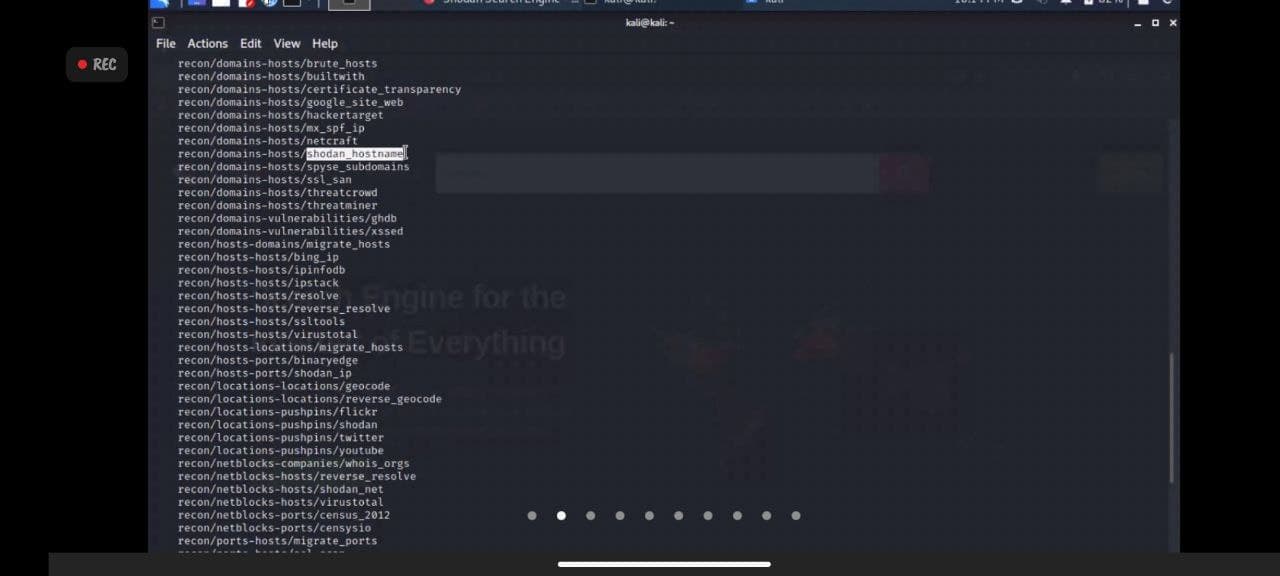 kali@kali: ~
File Actions Edit View Help
REC
recon/domains-hosts/brute_hosts
recon/domains-hosts/builtwith
recon/domains-hosts/certificate_transparency
recon/domains-hosts/google_site_web
recon/domains-hosts/hackertarget
recon/domains-hosts/mx_spf_ip
recon/domains-hosts/netcraft
recon/domains-hosts/shodan_hostname
recon/domains-hosts/spyse_subdomains
recon/domains-hosts/ssl_san
recon/domains-hosts/threatcrowd
recon/domains-hosts/threatminer
recon/domains-vulnerabilities/ghdb
recon/domains-vulnerabilities/xssed
recon/hosts-domains/migrate_hosts
recon/hosts-hosts/bing_ip
recon/hosts-hosts/ipinfodb
recon/hosts-hosts/ipstack
recon/hosts-hosts/resolve
recon/hosts-hosts/reverse_resolve
recon/hosts-hosts/ssltools
recon/hosts-hosts/virustotal
recon/hosts-locations/migrate_hosts
recon/hosts-ports/binaryedge
recon/hosts-ports/shodan_ip
recon/locations-locations/geocode
recon/locations-locations/reverse_geocode
recon/locations-pushpins/flickr
recon/locations-pushpins/shodan
recon/locations-pushpins/twitter
recon/locations-pushpins/youtube
recon/netblocks-companies/whois_orgs
recon/netblocks-hosts/reverse_resolve
recon/netblocks-hosts/shodan_net
recon/netblocks-hosts/virustotal
recon/netblocks-ports/census_2012
recon/netblocks-ports/censysio
recon/ports-hosts/migrate_ports
Engine for the
of Everything